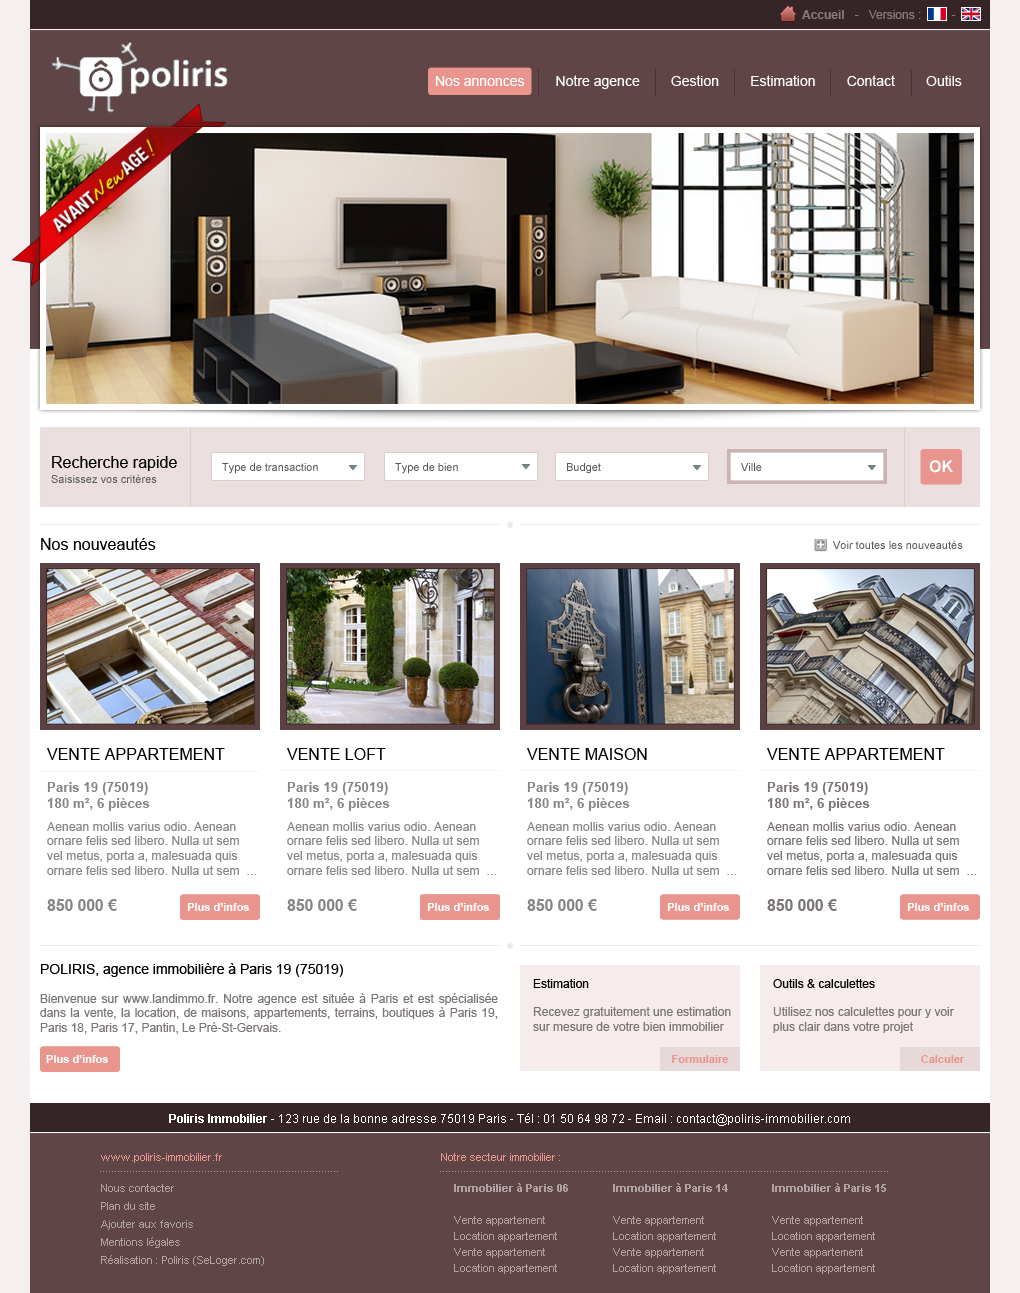 Accueil - Versions : -
poliris
Nos annonces Notre agence Gestion Estimation Contact Outils
AVANT New AGE !
Recherche rapide
Saisissez vos critères
Type de transaction Type de bien Budget Ville OK
Nos nouveautés
Voir toutes les nouveautés
VENTE APPARTEMENT
Paris 19 (75019)
180 m², 6 pièces
Aenean mollis varius odio. Aenean
ornare felis sed libero. Nulla ut sem
vel metus, porta a, malesuada quis
ornare felis sed libero. Nulla ut sem ...
850 000 €
Plus d'infos
VENTE LOFT
Paris 19 (75019)
180 m², 6 pièces
Aenean mollis varius odio. Aenean
ornare felis sed libero. Nulla ut sem
vel metus, porta a, malesuada quis
ornare felis sed libero. Nulla ut sem ...
850 000 €
Plus d'infos
VENTE MAISON
Paris 19 (75019)
180 m², 6 pièces
Aenean mollis varius odio. Aenean
ornare felis sed libero. Nulla ut sem
vel metus, porta a, malesuada quis
ornare felis sed libero. Nulla ut sem ...
850 000 €
Plus d'infos
VENTE APPARTEMENT
Paris 19 (75019)
180 m², 6 pièces
Aenean mollis varius odio. Aenean
ornare felis sed libero. Nulla ut sem
vel metus, porta a, malesuada quis
ornare felis sed libero. Nulla ut sem ...
850 000 €
Plus d'infos
POLIRIS, agence immobilière à Paris 19 (75019)
Bienvenue sur www.landimmo.fr. Notre agence est située à Paris et est spécialisée
dans la vente, la location, de maisons, appartements, terrains, boutiques à Paris 19,
Paris 18, Paris 17, Pantin, Le Pré-St-Gervais.
Plus d'infos
Estimation
Recevez gratuitement une estimation
sur mesure de votre bien immobilier
Formulaire
Outils & calculettes
Utilisez nos calculettes pour y voir
plus clair dans votre projet
Calculer
Poliris Immobilier - 123 rue de la bonne adresse 75019 Paris - Tél : 01 50 64 98 72 - Email : contact@poliris-immobilier.com
www.poliris-immobilier.fr
Nous contacter
Plan du site
Ajouter aux favoris
Mentions légales
Réalisation : Poliris (SeLoger.com)
Notre secteur immobilier :
Immobilier à Paris 06
Vente appartement
Location appartement
Vente appartement
Location appartement
Immobilier à Paris 14
Vente appartement
Location appartement
Vente appartement
Location appartement
Immobilier à Paris 15
Vente appartement
Location appartement
Vente appartement
Location appartement